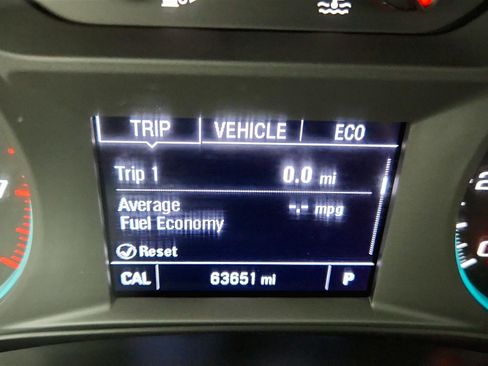 TRIP VEHICLE ECO
Trip 1 0.0 mi
Average -.- mpg
Fuel Economy
Reset
CAL 63651 mi P